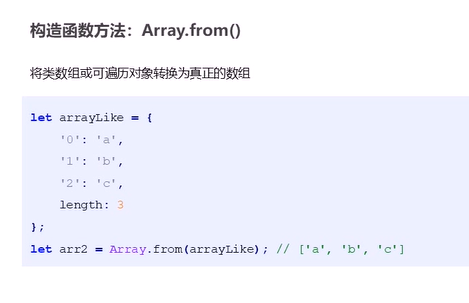 构造函数方法：Array.from()
将类数组或可遍历对象转换为真正的数组
let arrayLike = {
    '0': 'a',
    '1': 'b',
    '2': 'c',
    length: 3
};
let arr2 = Array.from(arrayLike); // ['a', 'b', 'c']